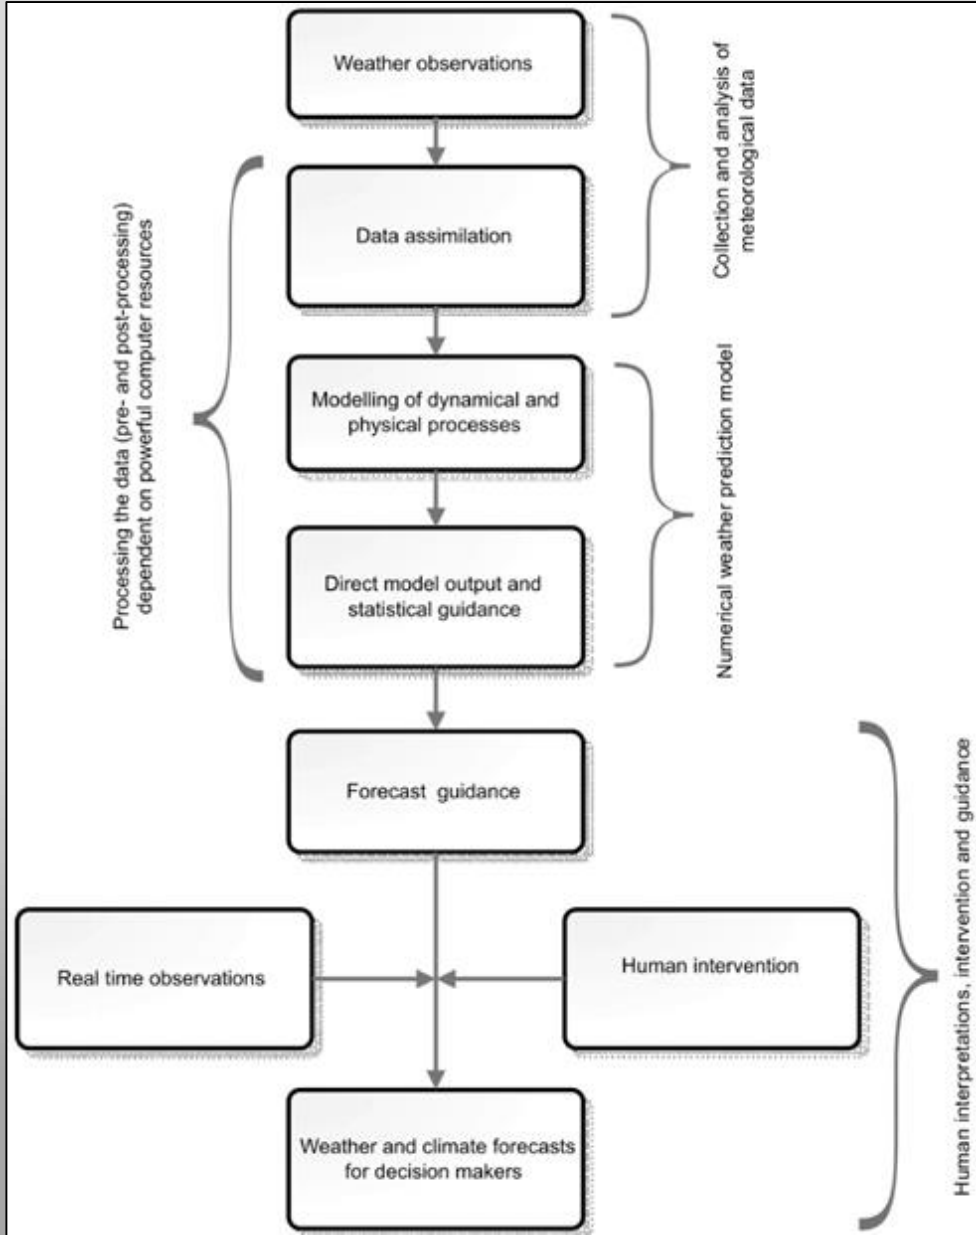 Weather observations
Collection and analysis of
meteorological data
Data assimilation
Processing the data (pre- and post-processing)
dependent on powerful computer resources
Modelling of dynamical and
physical processes
Numerical weather prediction model
Direct model output and
statistical guidance
Forecast guidance
Real time observations
Human intervention
Human interpretations, intervention and guidance
Weather and climate forecasts
for decision makers